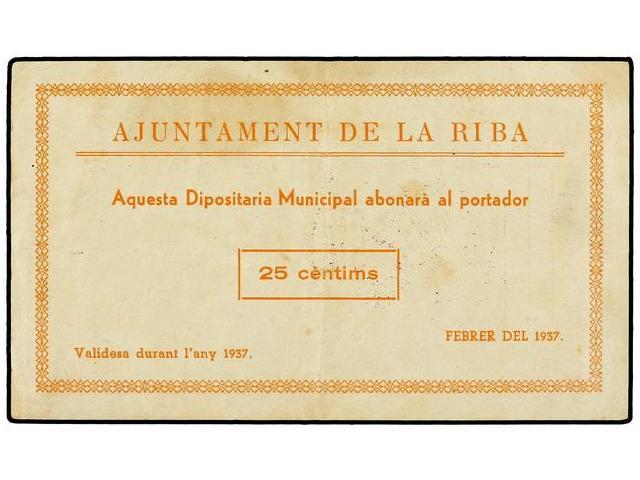 AJUNTAMENT DE LA RIBA
Aquesta Dipositaria Municipal abonarà al portador
25 cèntims
FEBRER DEL 1937.
Validesa durant l'any 1937.